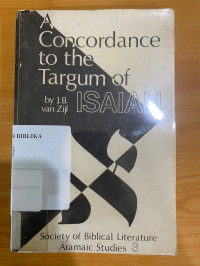 A
Concordance
to the
Targum of
ISAIAH
by J.B.
van Zijl
BIBLIKA
א
Society of Biblical Literature
Aramaic Studies 3